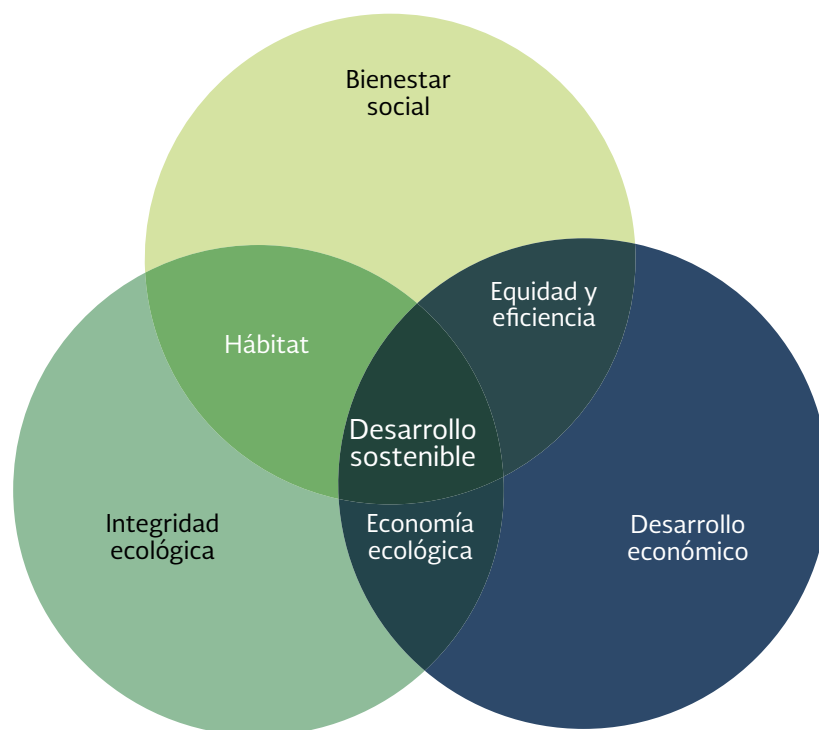 Bienestar
social
Equidad y
eficiencia
Hábitat
Desarrollo
sostenible
Integridad
ecológica
Economía
ecológica
Desarrollo
económico